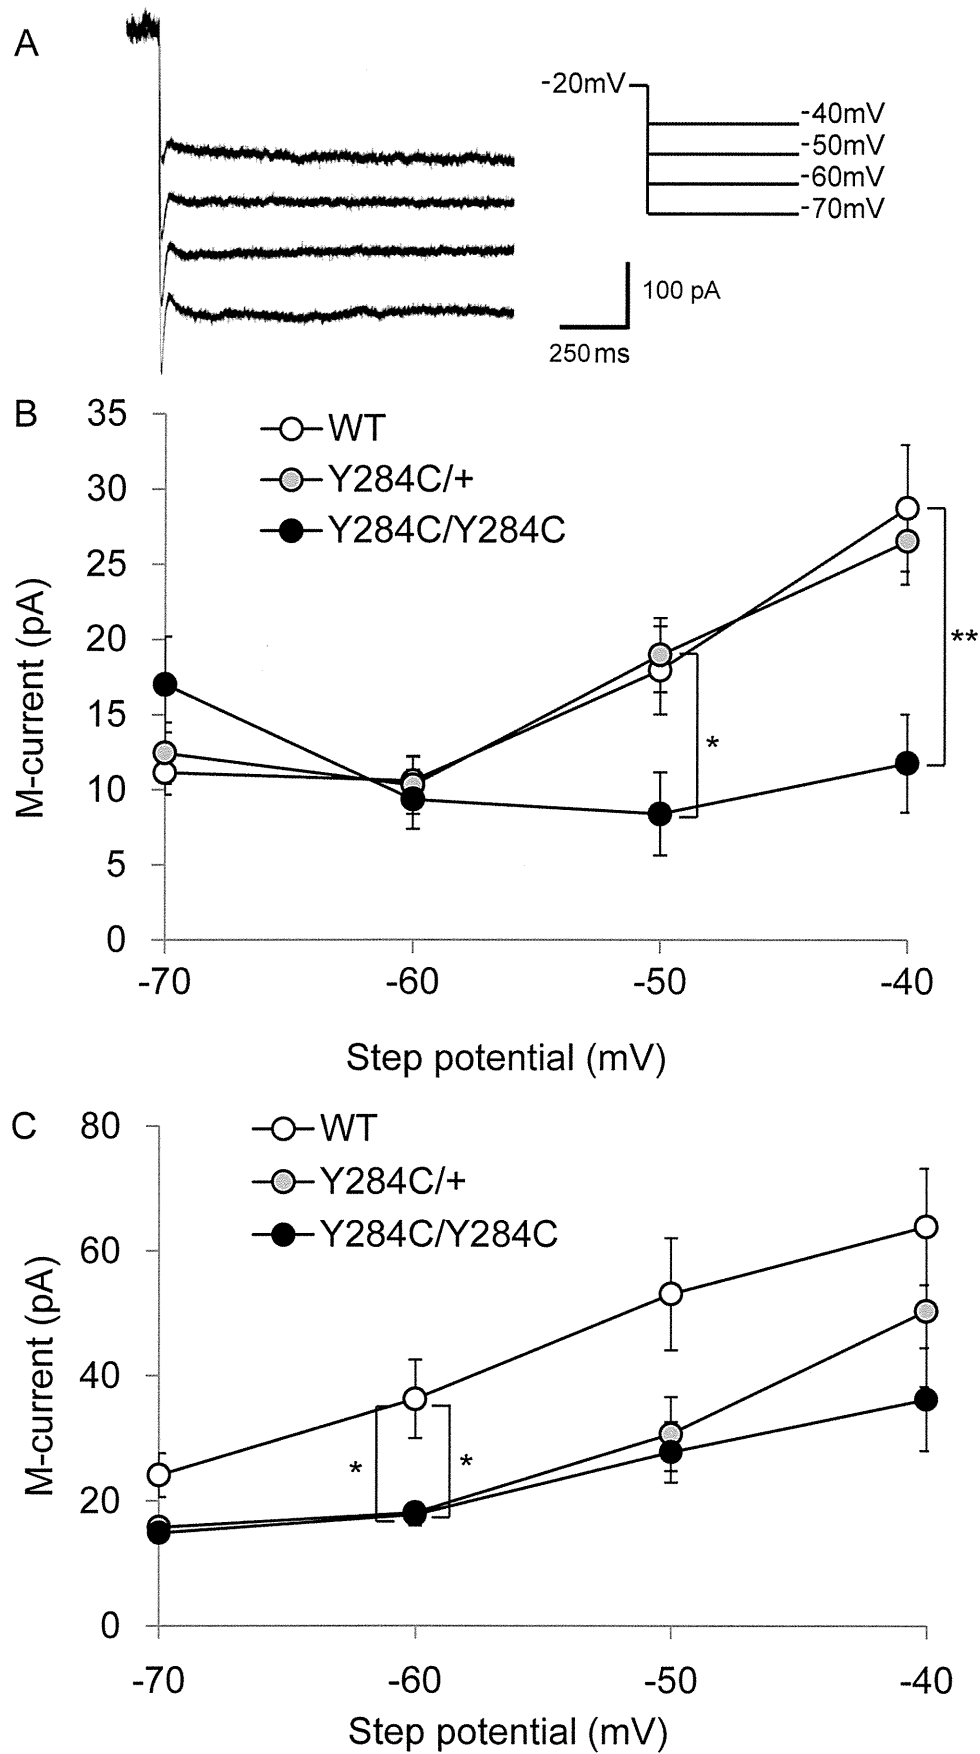 A
-20mV
-40mV
-50mV
-60mV
-70mV
100 pA
250 ms
B
35
30
25
20
15
10
5
0
M-current (pA)
WT
Y284C/+
Y284C/Y284C
*
**
-70 -60 -50 -40
Step potential (mV)
C
80
60
40
20
0
M-current (pA)
WT
Y284C/+
Y284C/Y284C
* *
-70 -60 -50 -40
Step potential (mV)